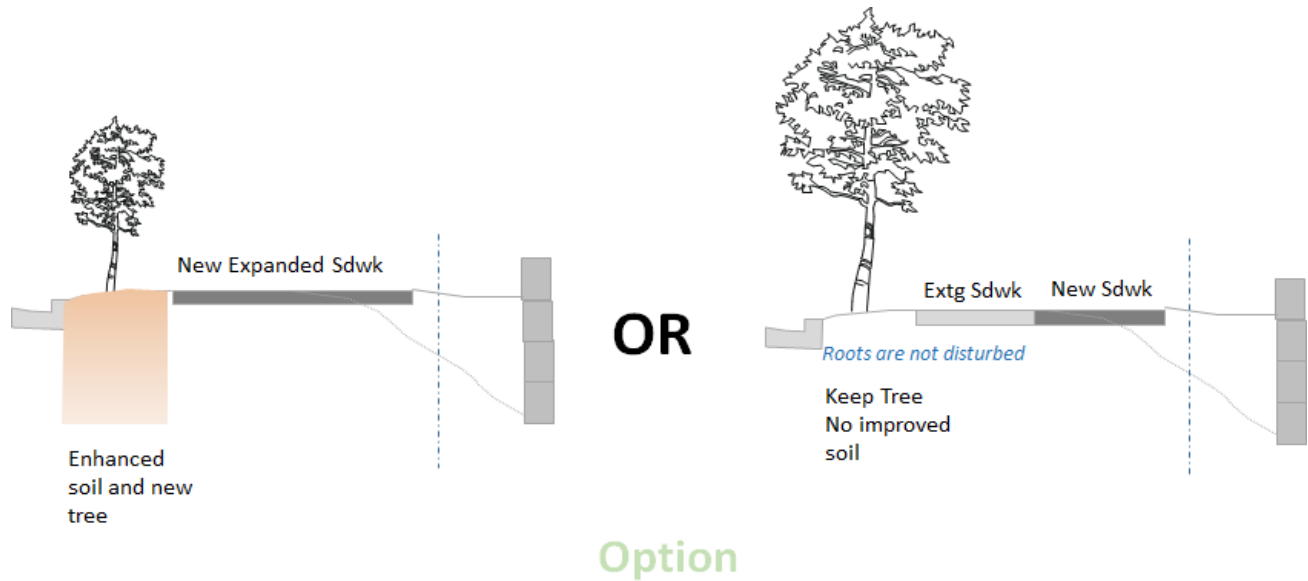 New Expanded Sdwk
Enhanced
soil and new
tree
OR
Extg Sdwk
New Sdwk
Roots are not disturbed
Keep Tree
No improved
soil
Option